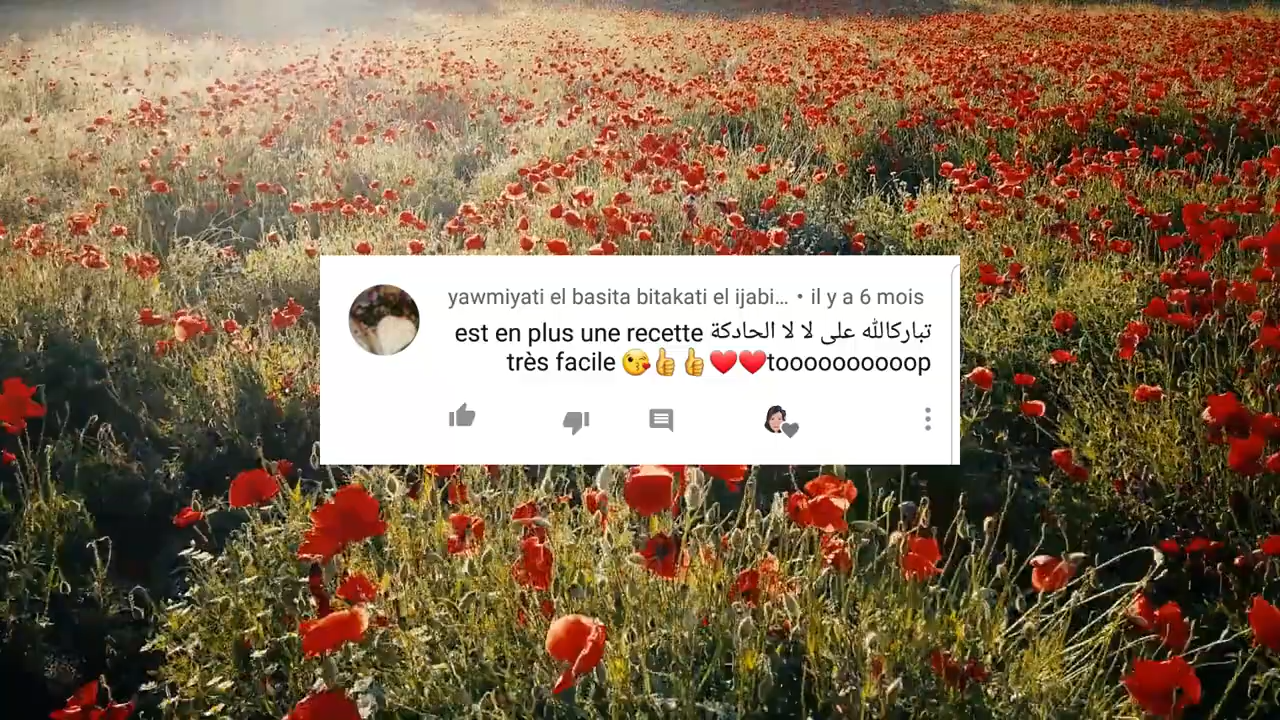 yawmiyati el basita bitakati el ijabi... • il y a 6 mois
تباركالله على لا لا الحادكة est en plus une recette
très facile 😘👍👍❤️❤️toooooooooop